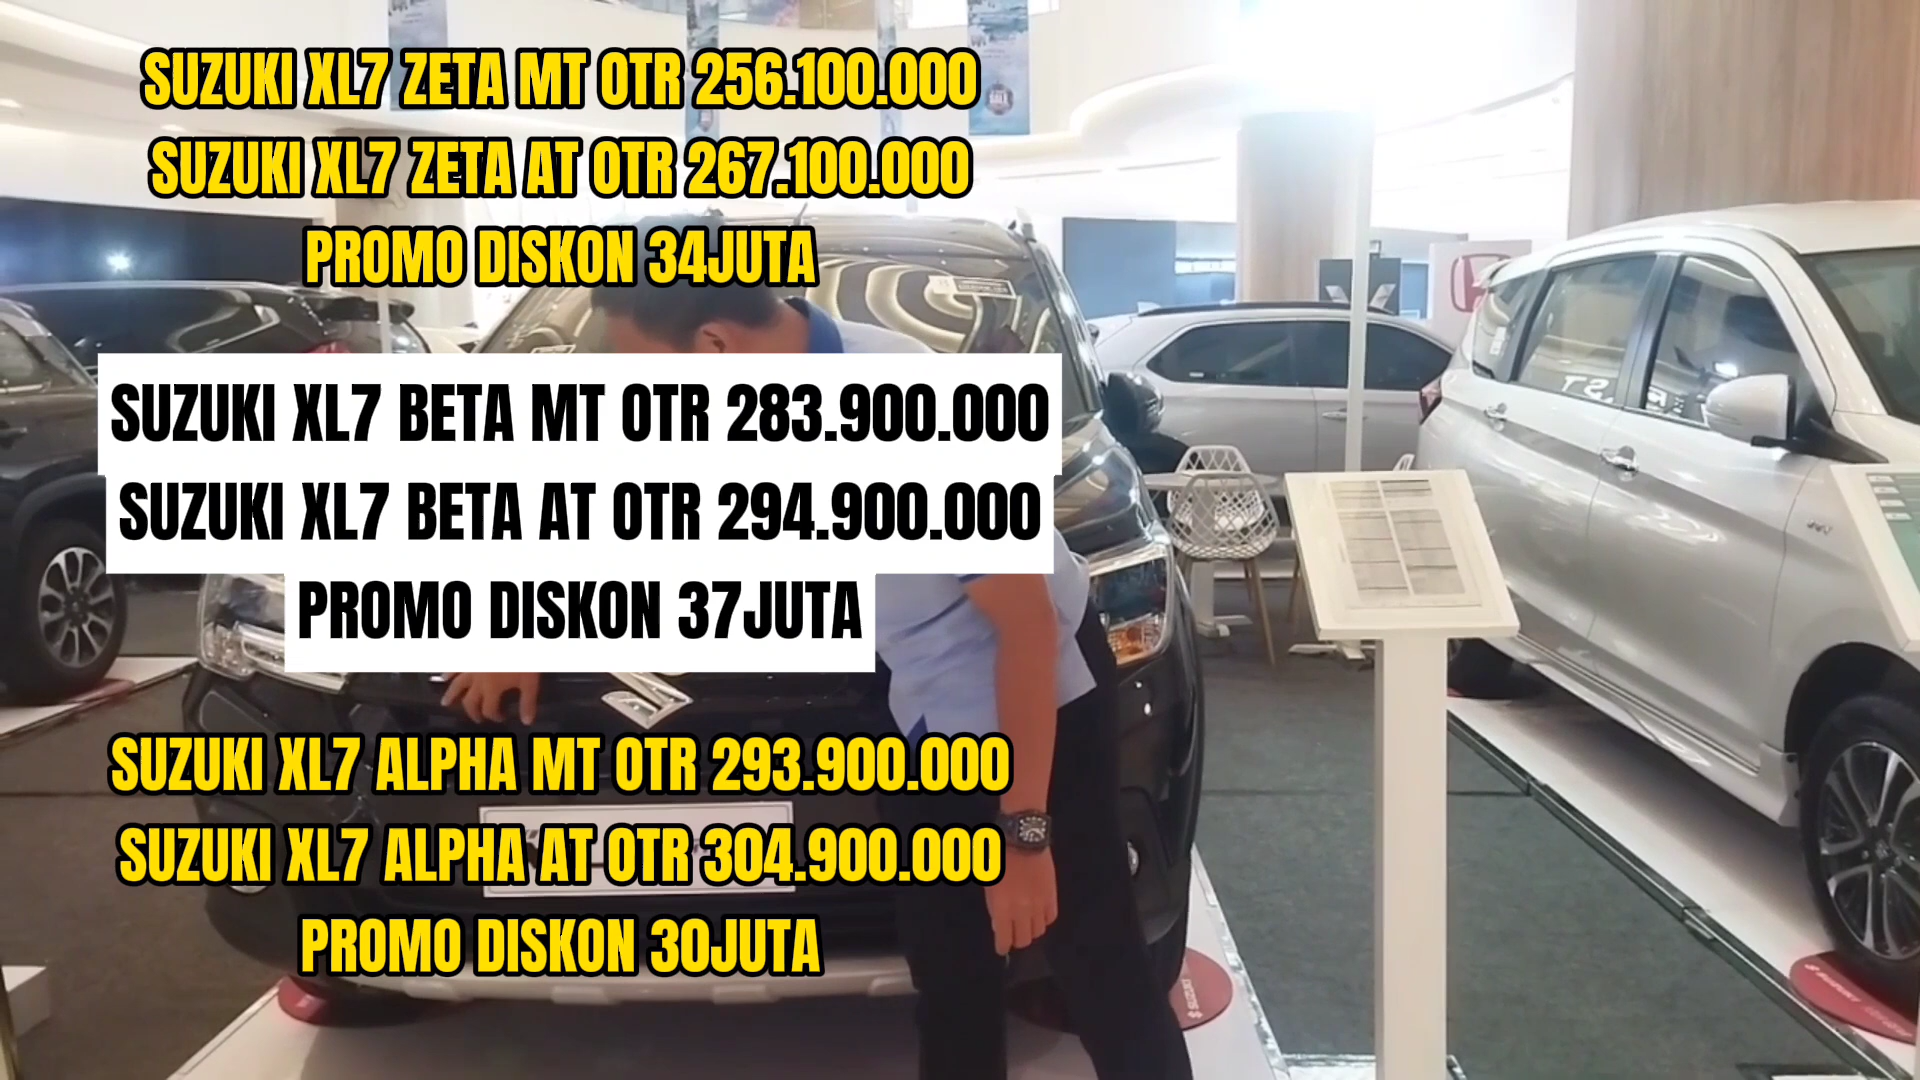 SUZUKI XL7 ZETA MT OTR 256.100.000
SUZUKI XL7 ZETA AT OTR 267.100.000
PROMO DISKON 34JUTA
SUZUKI XL7 BETA MT OTR 283.900.000
SUZUKI XL7 BETA AT OTR 294.900.000
PROMO DISKON 37JUTA
SUZUKI XL7 ALPHA MT OTR 293.900.000
SUZUKI XL7 ALPHA AT OTR 304.900.000
PROMO DISKON 30JUTA
SUZUKI